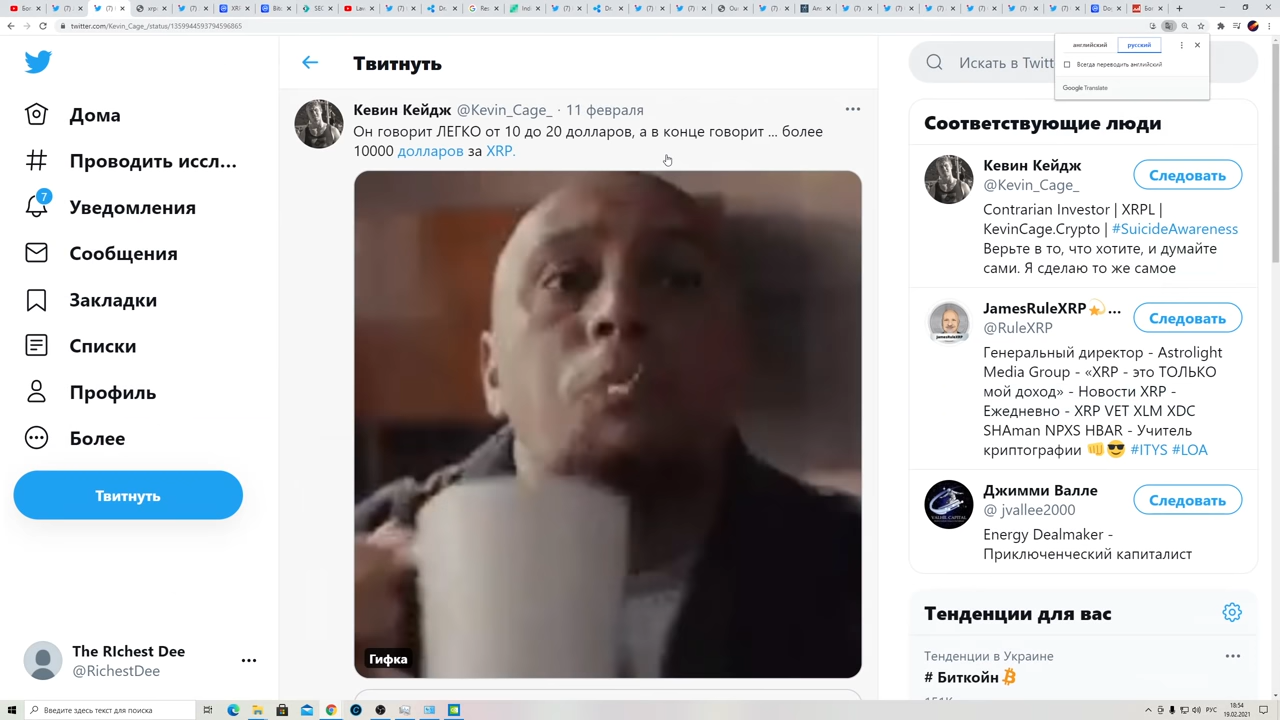 twitter.com/Kevin_Cage_/status/1359944593794596865
английский
русский
Всегда переводить английский
Google Translate
Дома
Проводить иссл...
7
Уведомления
Сообщения
Закладки
Списки
Профиль
Более
Твитнуть
The RIchest Dee
@RichestDee
Твитнуть
Кевин Кейдж @Kevin_Cage_ · 11 февраля
Он говорит ЛЕГКО от 10 до 20 долларов, а в конце говорит ... более
10000 долларов за XRP.
Гифка
Искать в Twitt
Соответствующие люди
Кевин Кейдж
@Kevin_Cage_
Следовать
Contrarian Investor | XRPL |
KevinCage.Crypto | #SuicideAwareness
Верьте в то, что хотите, и думайте
сами. Я сделаю то же самое
JamesRuleXRP💫...
@RuleXRP
Следовать
Генеральный директор - Astrolight
Media Group - «XRP - это ТОЛЬКО
мой доход» - Новости XRP -
Ежедневно - XRP VET XLM XDC
SHAman NPXS HBAR - Учитель
криптографии 👊😎 #ITYS #LOA
Джимми Валле
@ jvallee2000
Следовать
Energy Dealmaker -
Приключенческий капиталист
Тенденции для вас
Тенденции в Украине
# Биткойн
Введите здесь текст для поиска
РУС
18:54
19.02.2021